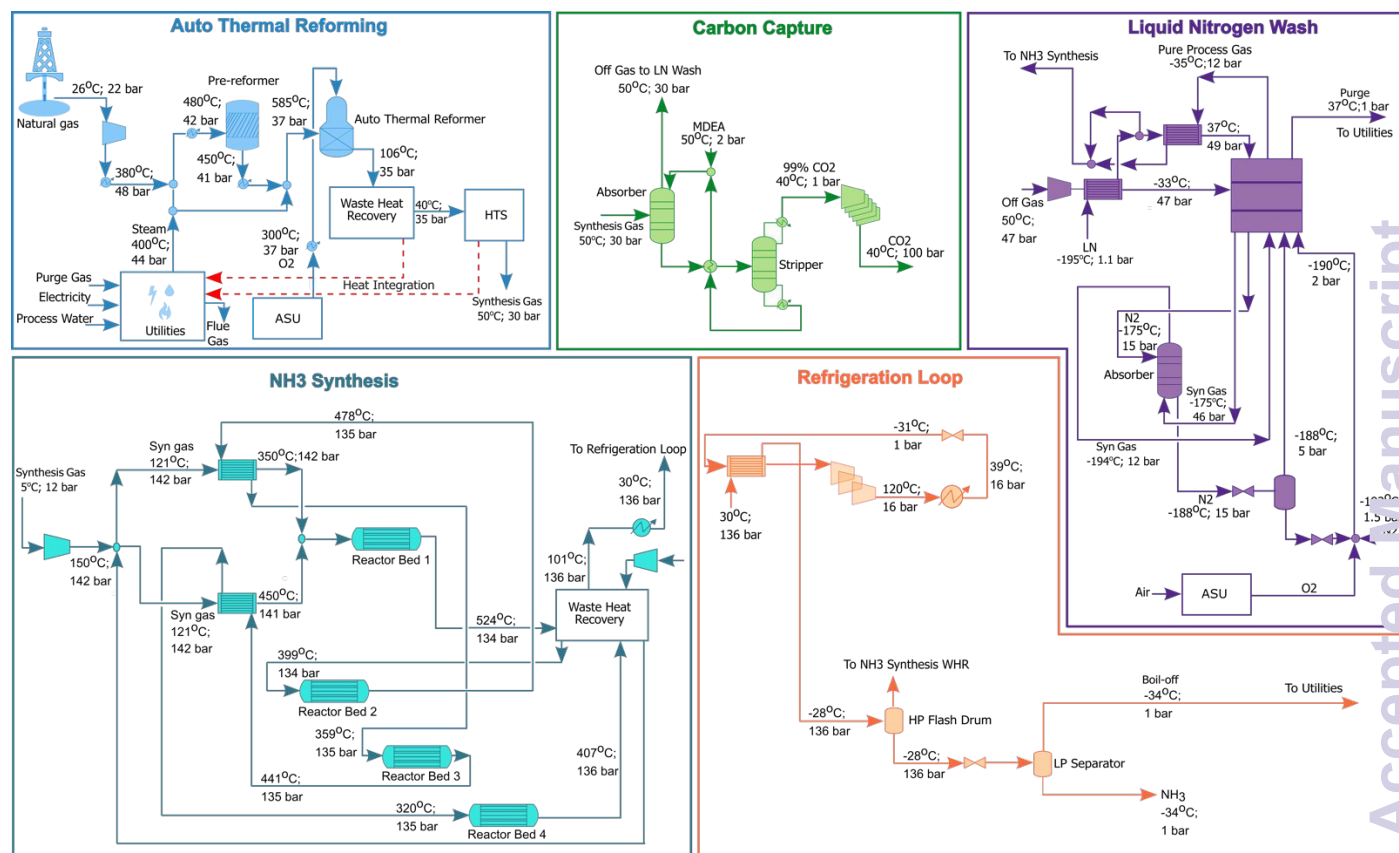 Auto Thermal Reforming
26°C; 22 bar
Natural gas
Pre-reformer
480°C;
42 bar
585°C;
37 bar
Auto Thermal Reformer
380°C;
48 bar
450°C;
41 bar
106°C;
35 bar
Waste Heat
Recovery
40°C;
35 bar
HTS
Steam
400°C;
44 bar
300°C;
37 bar
O2
Purge Gas
Electricity
Process Water
Utilities
Flue
Gas
ASU
Heat Integration
Synthesis Gas
50°C; 30 bar
Carbon Capture
Off Gas to LN Wash
50°C; 30 bar
MDEA
50°C; 2 bar
Absorber
Synthesis Gas
50°C; 30 bar
99% CO2
40°C; 1 bar
Stripper
CO2
40°C; 100 bar
Liquid Nitrogen Wash
To NH3 Synthesis
Pure Process Gas
-35°C;12 bar
Purge
37°C;1 bar
To Utilities
37°C;
49 bar
-33°C;
47 bar
Off Gas
50°C;
47 bar
LN
-195°C; 1.1 bar
-190°C;
2 bar
N2
-175°C;
15 bar
Absorber
Syn Gas
-175°C;
46 bar
Syn Gas
-194°C; 12 bar
-188°C;
5 bar
N2
-188°C; 15 bar
1.5 bar
Air
ASU
O2
NH3 Synthesis
478°C;
135 bar
Syn gas
121°C;
142 bar
350°C;142 bar
To Refrigeration Loop
30°C;
136 bar
Synthesis Gas
5°C; 12 bar
150°C;
142 bar
Reactor Bed 1
101°C;
136 bar
Syn gas
121°C;
142 bar
450°C;
141 bar
524°C;
134 bar
Waste Heat
Recovery
399°C;
134 bar
Reactor Bed 2
359°C;
135 bar
Reactor Bed 3
407°C;
136 bar
441°C;
135 bar
320°C;
135 bar
Reactor Bed 4
Refrigeration Loop
-31°C;
1 bar
39°C;
16 bar
120°C;
16 bar
30°C;
136 bar
To NH3 Synthesis WHR
-28°C;
136 bar
HP Flash Drum
-28°C;
136 bar
Boil-off
-34°C;
1 bar
To Utilities
LP Separator
NH3
-34°C;
1 bar
Accepted Manuscript